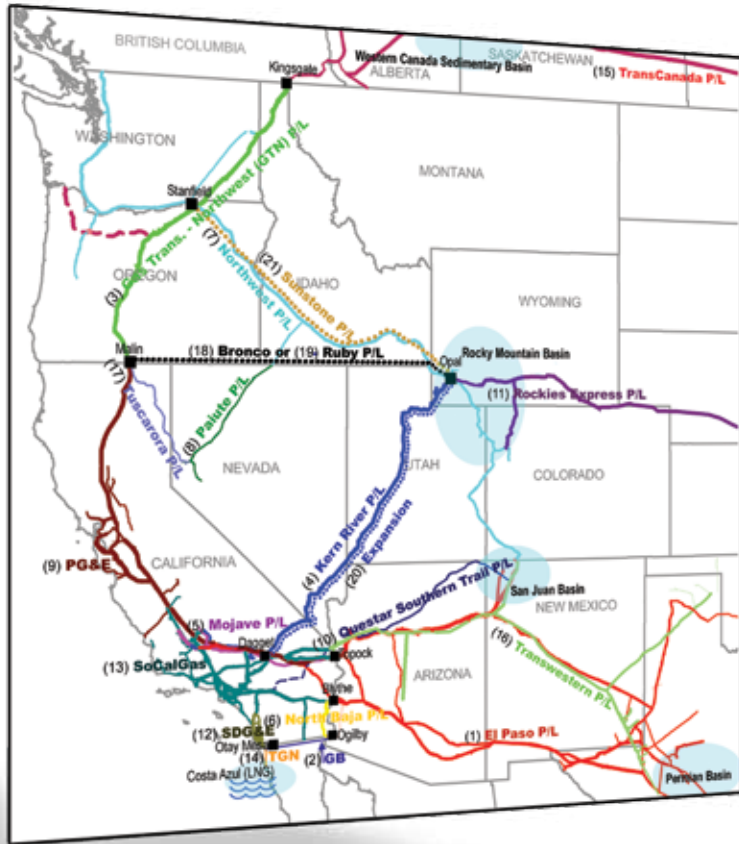 BRITISH COLUMBIA
SASKATCHEWAN
Western Canada Sedimentary Basin
Kingsgate
ALBERTA
(15) TransCanada P/L
WASHINGTON
MONTANA
Stanfield
(3) Trans. - Northwest (GTN) P/L
OREGON
(7) Northwest P/L
(21) Sunstone P/L
IDAHO
WYOMING
Malin
(18) Bronco or (19) Ruby P/L
Opal
Rocky Mountain Basin
(17) Tuscarora P/L
(8) Paiute P/L
(11) Rockies Express P/L
NEVADA
UTAH
COLORADO
(4) Kern River P/L
(20) Expansion
(9) PG&E
CALIFORNIA
San Juan Basin
(10) Questar Southern Trail P/L
NEW MEXICO
(5) Mojave P/L
(16) Transwestern P/L
(13) SoCalGas
ARIZONA
(6) North Baja P/L
(12) SDG&E
Ogilby
(1) El Paso P/L
Otay Mesa
(14) TGN
(2) GB
Costa Azul (LNG)
Permian Basin